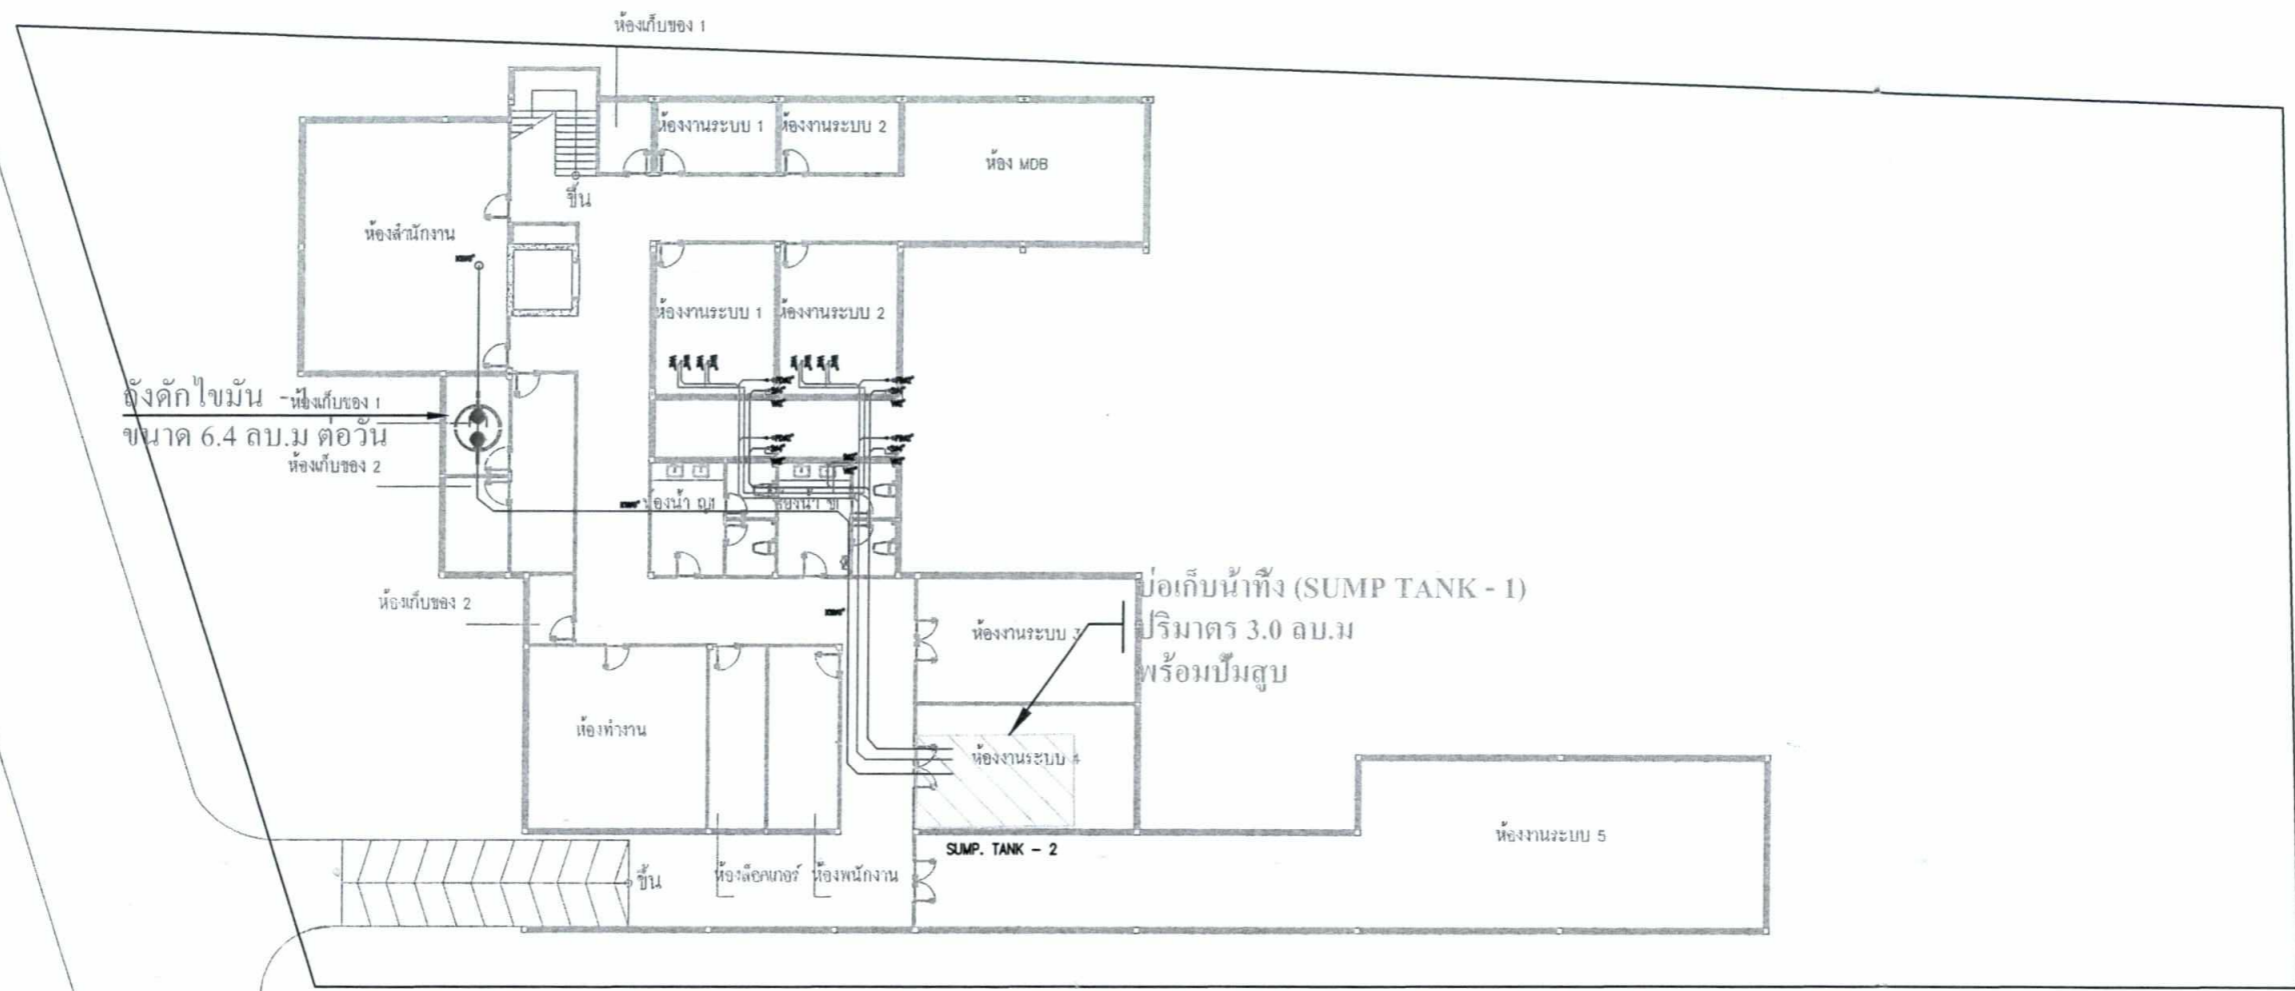 ห้องเก็บของ 1
ห้องงานระบบ 1
ห้องงานระบบ 2
ห้อง MDB
ขึ้น
ห้องสำนักงาน
ห้องงานระบบ 1
ห้องงานระบบ 2
ถังดักไขมัน -
ห้องเก็บของ 1
ขนาด 6.4 ลบ.ม ต่อวัน
ห้องเก็บของ 2
ห้องน้ำ ญ
ห้องน้ำ ช
บ่อเก็บน้ำทิ้ง (SUMP TANK - 1)
ปริมาตร 3.0 ลบ.ม
พร้อมปั๊มสูบ
ห้องเก็บของ 2
ห้องงานระบบ 3
ห้องทำงาน
ห้องงานระบบ 4
ห้องงานระบบ 5
SUMP. TANK - 2
ขึ้น
ห้องล็อคเกอร์
ห้องพนักงาน